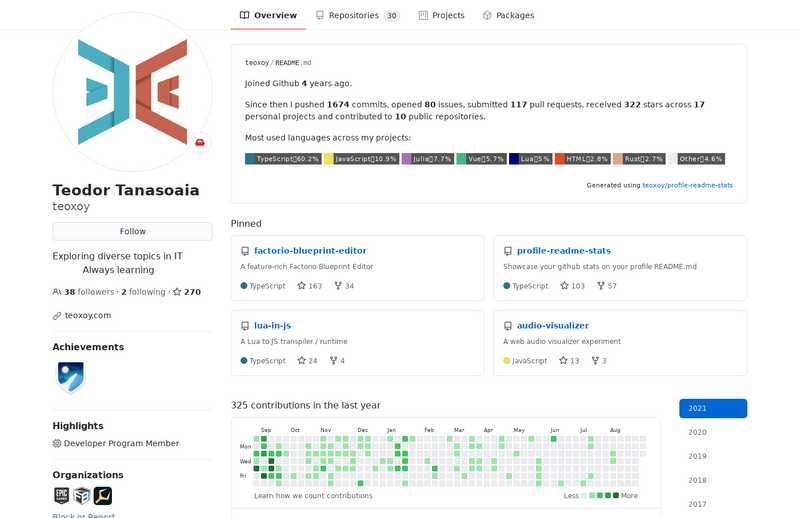 Overview
Repositories 30
Projects
Packages
Teodor Tanasoaia
teoxoy
Follow
Exploring diverse topics in IT
Always learning
38 followers · 2 following · 270
teoxoy.com
Achievements
Highlights
Developer Program Member
Organizations
EPIC GAMES
Block or Report
teoxoy/README.md
Joined Github 4 years ago.
Since then I pushed 1674 commits, opened 80 issues, submitted 117 pull requests, received 322 stars across 17
personal projects and contributed to 10 public repositories.
Most used languages across my projects:
TypeScript 60.2% JavaScript 10.9% Julia 7.7% Vue 5.7% Lua 5% HTML 2.8% Rust 2.7% Other 4.6%
Generated using teoxoy/profile-readme-stats
Pinned
factorio-blueprint-editor
A feature-rich Factorio Blueprint Editor
TypeScript 163 34
profile-readme-stats
Showcase your github stats on your profile README.md
TypeScript 103 57
lua-in-js
A Lua to JS transpiler / runtime
TypeScript 24 4
audio-visualizer
A web audio visualizer experiment
JavaScript 13 3
325 contributions in the last year
Sep Oct Nov Dec Jan Feb Mar Apr May Jun Jul Aug
Mon
Wed
Fri
Learn how we count contributions
Less More
2021
2020
2019
2018
2017